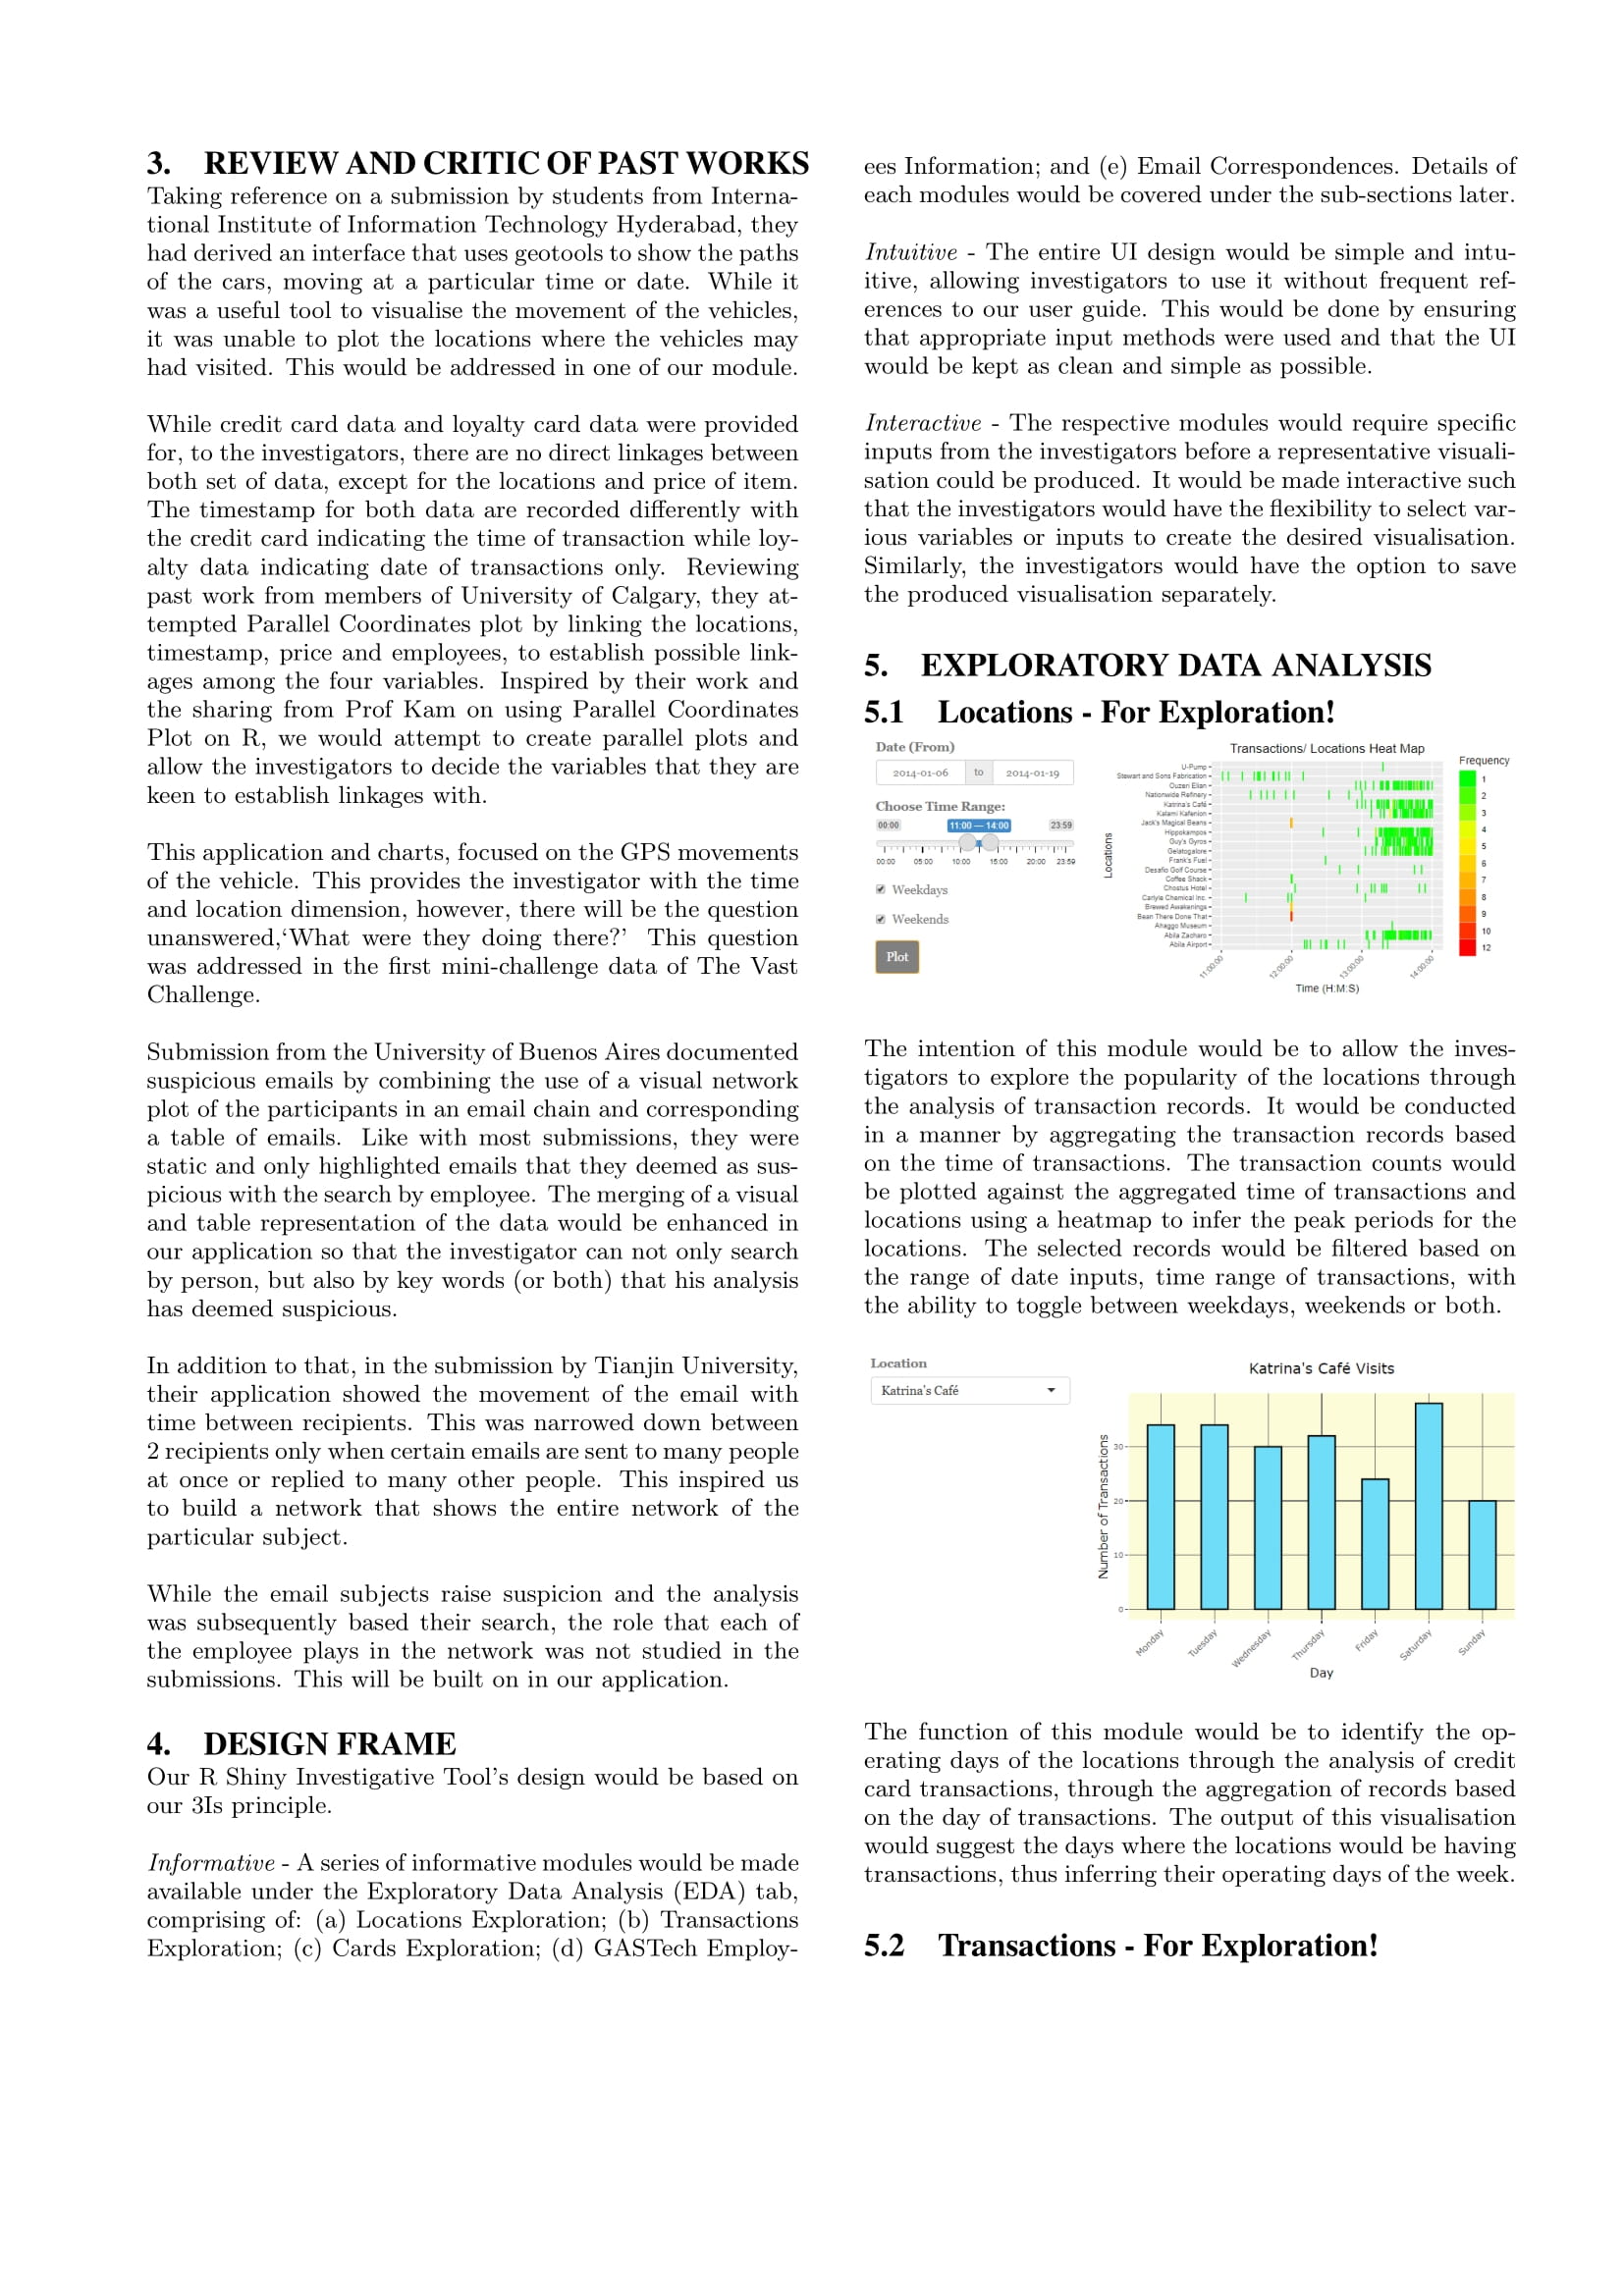 3. REVIEW AND CRITIC OF PAST WORKS
Taking reference on a submission by students from Interna-
tional Institute of Information Technology Hyderabad, they
had derived an interface that uses geotools to show the paths
of the cars, moving at a particular time or date. While it
was a useful tool to visualise the movement of the vehicles,
it was unable to plot the locations where the vehicles may
had visited. This would be addressed in one of our module.
While credit card data and loyalty card data were provided
for, to the investigators, there are no direct linkages between
both set of data, except for the locations and price of item.
The timestamp for both data are recorded differently with
the credit card indicating the time of transaction while loy-
alty data indicating date of transactions only. Reviewing
past work from members of University of Calgary, they at-
tempted Parallel Coordinates plot by linking the locations,
timestamp, price and employees, to establish possible link-
ages among the four variables. Inspired by their work and
the sharing from Prof Kam on using Parallel Coordinates
Plot on R, we would attempt to create parallel plots and
allow the investigators to decide the variables that they are
keen to establish linkages with.
This application and charts, focused on the GPS movements
of the vehicle. This provides the investigator with the time
and location dimension, however, there will be the question
unanswered,‘What were they doing there?’ This question
was addressed in the first mini-challenge data of The Vast
Challenge.
Submission from the University of Buenos Aires documented
suspicious emails by combining the use of a visual network
plot of the participants in an email chain and corresponding
a table of emails. Like with most submissions, they were
static and only highlighted emails that they deemed as sus-
picious with the search by employee. The merging of a visual
and table representation of the data would be enhanced in
our application so that the investigator can not only search
by person, but also by key words (or both) that his analysis
has deemed suspicious.
In addition to that, in the submission by Tianjin University,
their application showed the movement of the email with
time between recipients. This was narrowed down between
2 recipients only when certain emails are sent to many people
at once or replied to many other people. This inspired us
to build a network that shows the entire network of the
particular subject.
While the email subjects raise suspicion and the analysis
was subsequently based their search, the role that each of
the employee plays in the network was not studied in the
submissions. This will be built on in our application.
4. DESIGN FRAME
Our R Shiny Investigative Tool’s design would be based on
our 3Is principle.
Informative - A series of informative modules would be made
available under the Exploratory Data Analysis (EDA) tab,
comprising of: (a) Locations Exploration; (b) Transactions
Exploration; (c) Cards Exploration; (d) GASTech Employ-
ees Information; and (e) Email Correspondences. Details of
each modules would be covered under the sub-sections later.
Intuitive - The entire UI design would be simple and intu-
itive, allowing investigators to use it without frequent ref-
erences to our user guide. This would be done by ensuring
that appropriate input methods were used and that the UI
would be kept as clean and simple as possible.
Interactive - The respective modules would require specific
inputs from the investigators before a representative visuali-
sation could be produced. It would be made interactive such
that the investigators would have the flexibility to select var-
ious variables or inputs to create the desired visualisation.
Similarly, the investigators would have the option to save
the produced visualisation separately.
5. EXPLORATORY DATA ANALYSIS
5.1 Locations - For Exploration!
Date (From)
2014-01-06 to 2014-01-19
Choose Time Range:
00:00 11:00 — 14:00 23:59
00:00 05:00 10:00 15:00 20:00 23:59
Weekdays
Weekends
Plot
Transactions/ Locations Heat Map
Locations
U-Pump
Stewart and Sons Fabrication
Ouzeri Elian
Nationwide Refinery
Katrina's Café
Kalami Kafenion
Jack's Magical Beans
Hippokampos
Guy's Gyros
Gelatogalore
Frank's Fuel
Desafio Golf Course
Coffee Shack
Chostus Hotel
Carlyle Chemical Inc.
Brewed Awakenings
Bean There Done That
Ahaggo Museum
Abila Zacharo
Abila Airport
11:00:00 12:00:00 13:00:00 14:00:00
Time (H:M:S)
Frequency
1
2
3
4
5
6
7
8
9
10
12
The intention of this module would be to allow the inves-
tigators to explore the popularity of the locations through
the analysis of transaction records. It would be conducted
in a manner by aggregating the transaction records based
on the time of transactions. The transaction counts would
be plotted against the aggregated time of transactions and
locations using a heatmap to infer the peak periods for the
locations. The selected records would be filtered based on
the range of date inputs, time range of transactions, with
the ability to toggle between weekdays, weekends or both.
Location
Katrina's Café
Katrina's Café Visits
Number of Transactions
30
20
10
0
Monday Tuesday Wednesday Thursday Friday Saturday Sunday
Day
The function of this module would be to identify the op-
erating days of the locations through the analysis of credit
card transactions, through the aggregation of records based
on the day of transactions. The output of this visualisation
would suggest the days where the locations would be having
transactions, thus inferring their operating days of the week.
5.2 Transactions - For Exploration!